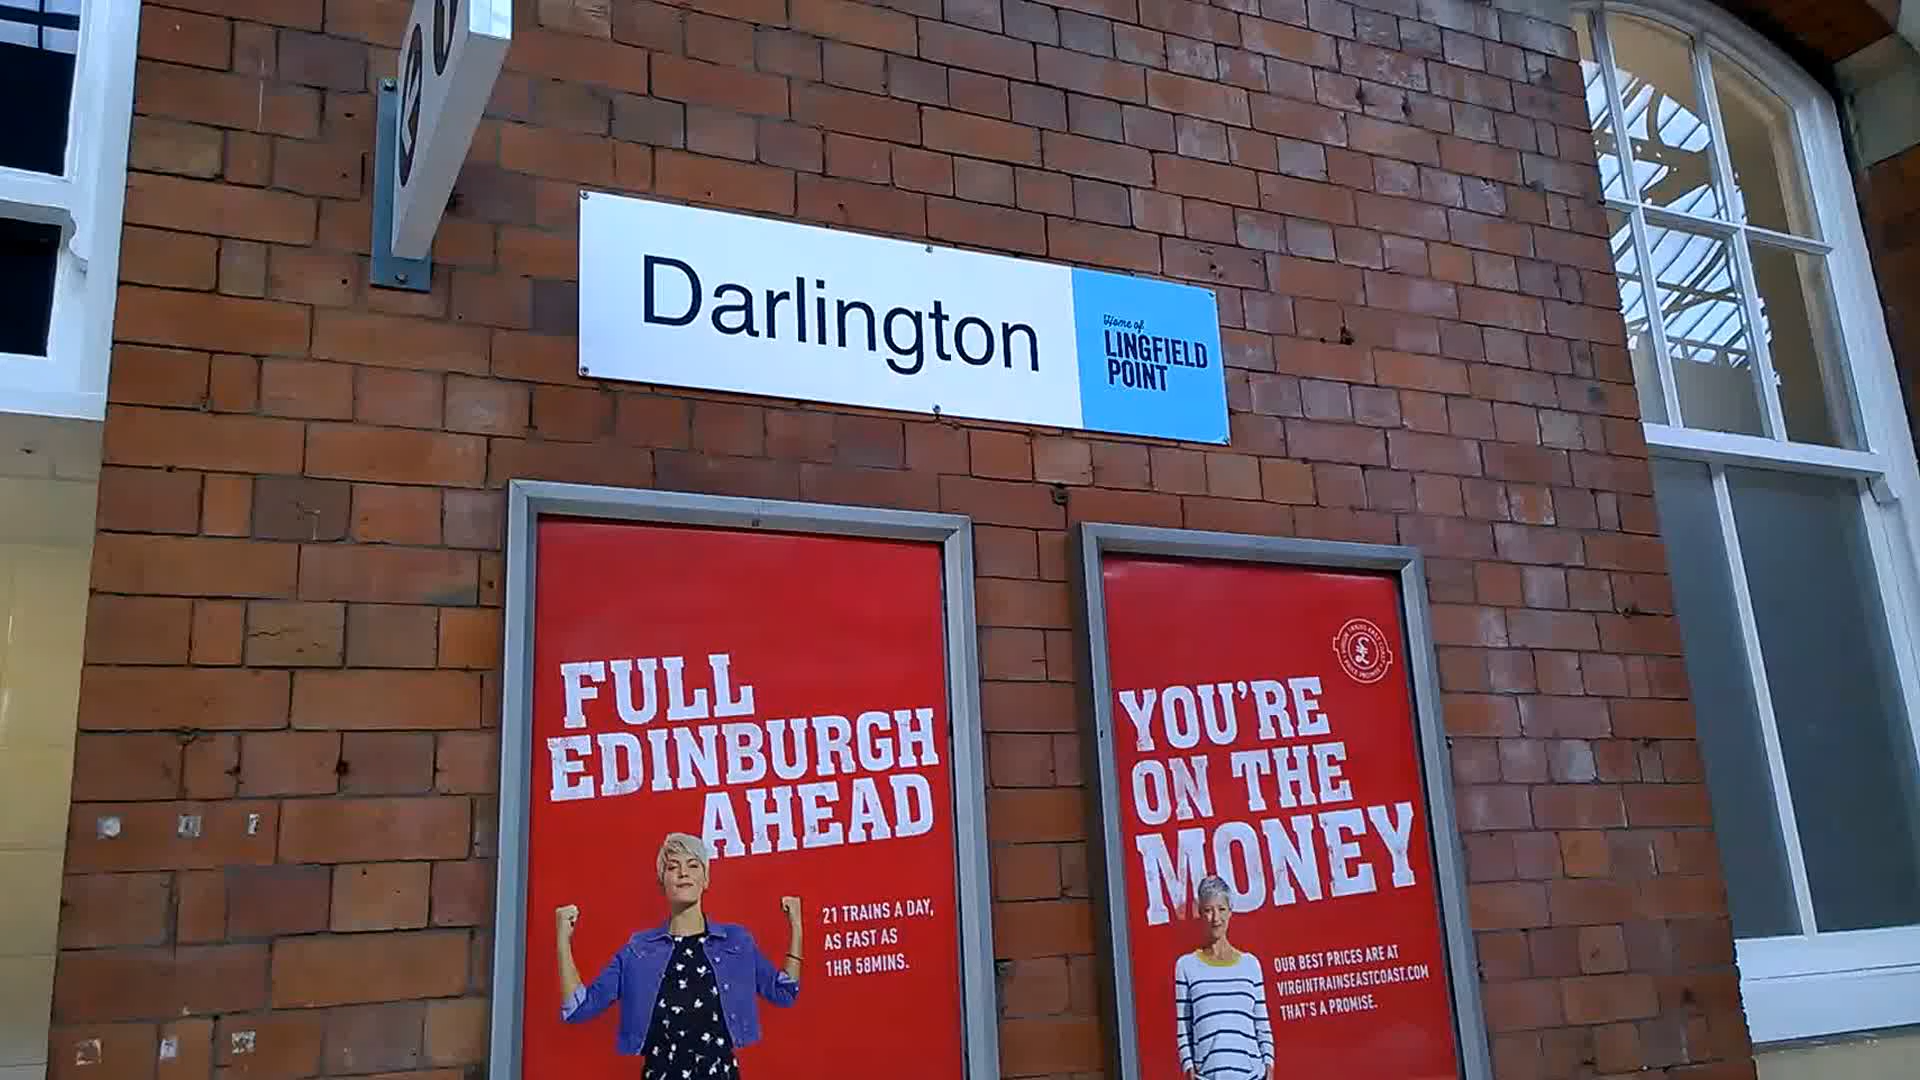 Darlington
Home of
LINGFIELD
POINT
FULL
EDINBURGH
AHEAD
21 TRAINS A DAY,
AS FAST AS
1HR 58MINS.
YOU'RE
ON THE
MONEY
OUR BEST PRICES ARE AT
VIRGINTRAINSEASTCOAST.COM
THAT'S A PROMISE.